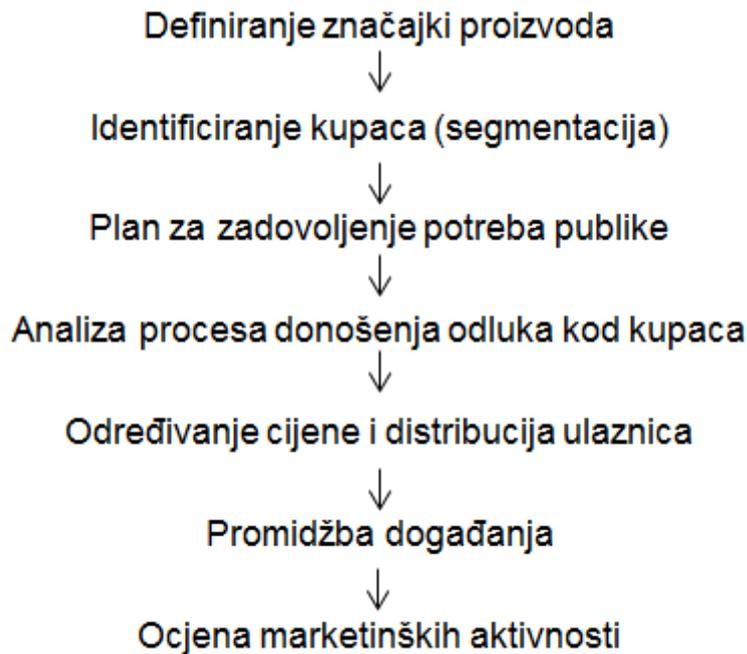 Definiranje značajki proizvoda
Identificiranje kupaca (segmentacija)
Plan za zadovoljenje potreba publike
Analiza procesa donošenja odluka kod kupaca
Određivanje cijene i distribucija ulaznica
Promidžba događanja
Ocjena marketinških aktivnosti